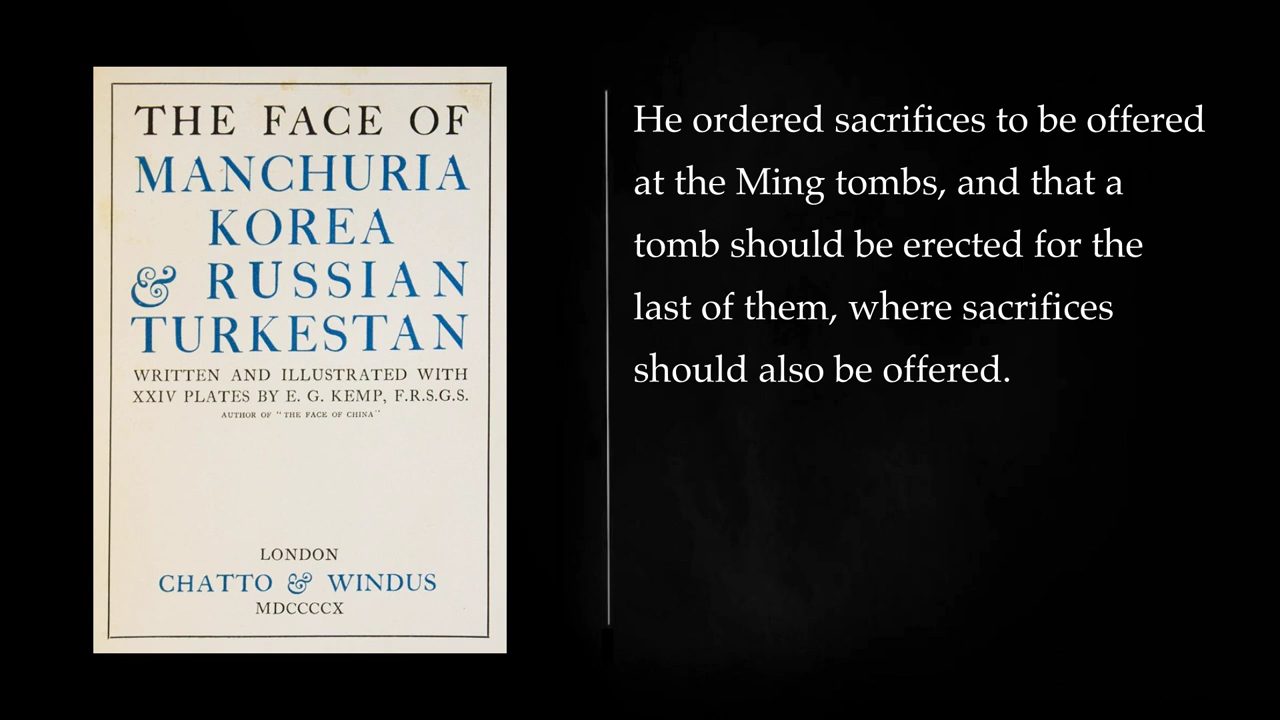 THE FACE OF
MANCHURIA
KOREA
& RUSSIAN
TURKESTAN
WRITTEN AND ILLUSTRATED WITH
XXIV PLATES BY E. G. KEMP, F.R.S.G.S.
AUTHOR OF "THE FACE OF CHINA"
LONDON
CHATTO & WINDUS
MDCCCCX
He ordered sacrifices to be offered
at the Ming tombs, and that a
tomb should be erected for the
last of them, where sacrifices
should also be offered.